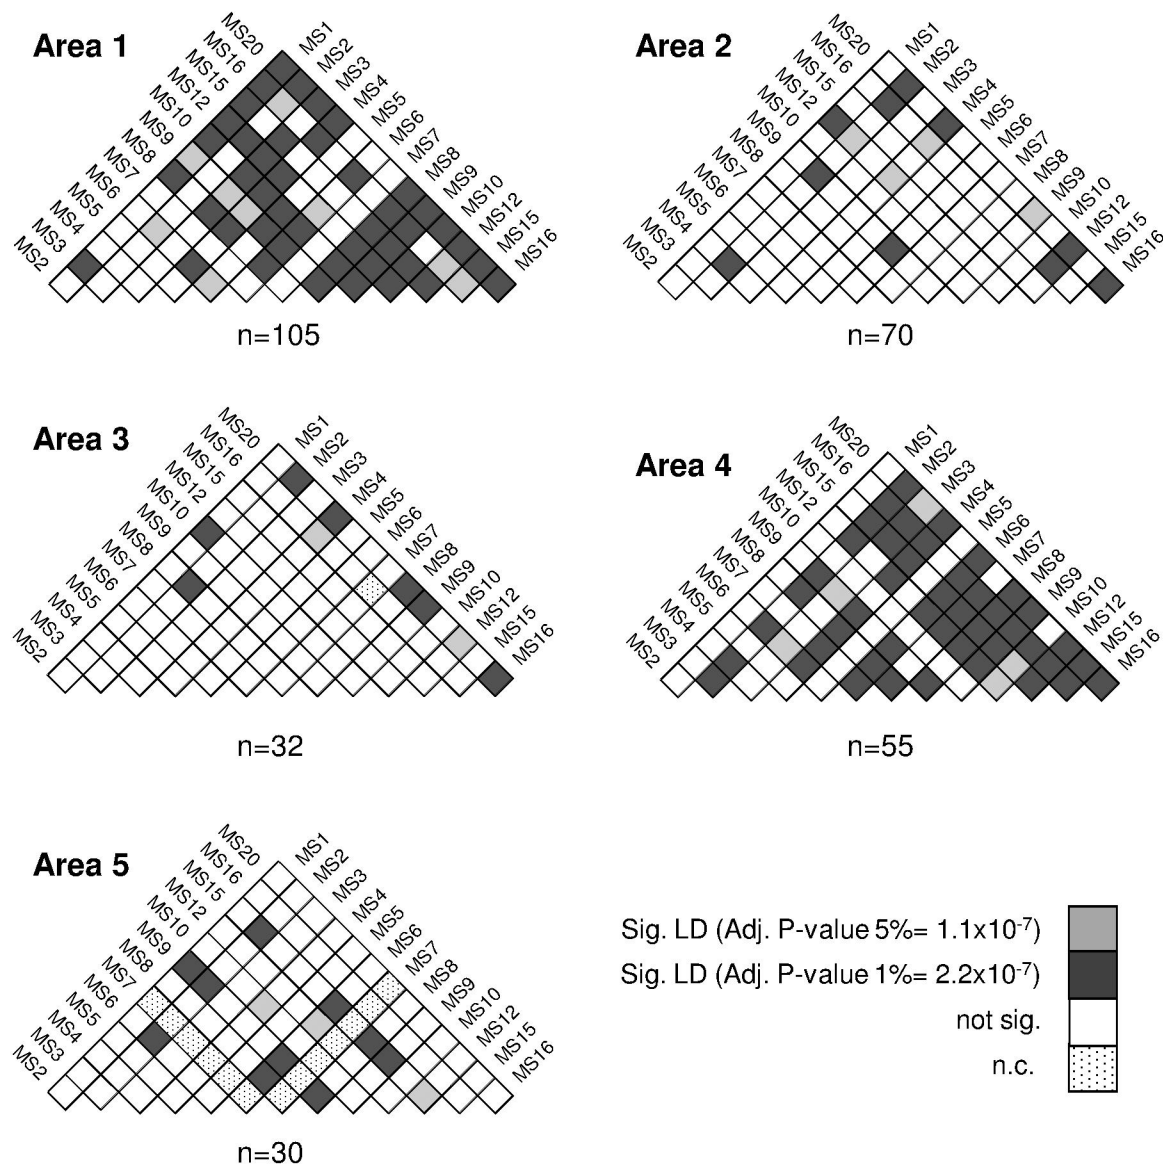 Area 1
MS20
MS16
MS15
MS12
MS10
MS9
MS8
MS7
MS6
MS5
MS4
MS3
MS2
MS1
MS2
MS3
MS4
MS5
MS6
MS7
MS8
MS9
MS10
MS12
MS15
MS16
n=105
Area 2
MS20
MS16
MS15
MS12
MS10
MS9
MS8
MS7
MS6
MS5
MS4
MS3
MS2
MS1
MS2
MS3
MS4
MS5
MS6
MS7
MS8
MS9
MS10
MS12
MS15
MS16
n=70
Area 3
MS20
MS16
MS15
MS12
MS10
MS9
MS8
MS7
MS6
MS5
MS4
MS3
MS2
MS1
MS2
MS3
MS4
MS5
MS6
MS7
MS8
MS9
MS10
MS12
MS15
MS16
n=32
Area 4
MS20
MS16
MS15
MS12
MS10
MS9
MS8
MS7
MS6
MS5
MS4
MS3
MS2
MS1
MS2
MS3
MS4
MS5
MS6
MS7
MS8
MS9
MS10
MS12
MS15
MS16
n=55
Area 5
MS20
MS16
MS15
MS12
MS10
MS9
MS8
MS7
MS6
MS5
MS4
MS3
MS2
MS1
MS2
MS3
MS4
MS5
MS6
MS7
MS8
MS9
MS10
MS12
MS15
MS16
n=30
Sig. LD (Adj. P-value 5%= 1.1x10⁻⁷)
Sig. LD (Adj. P-value 1%= 2.2x10⁻⁷)
not sig.
n.c.